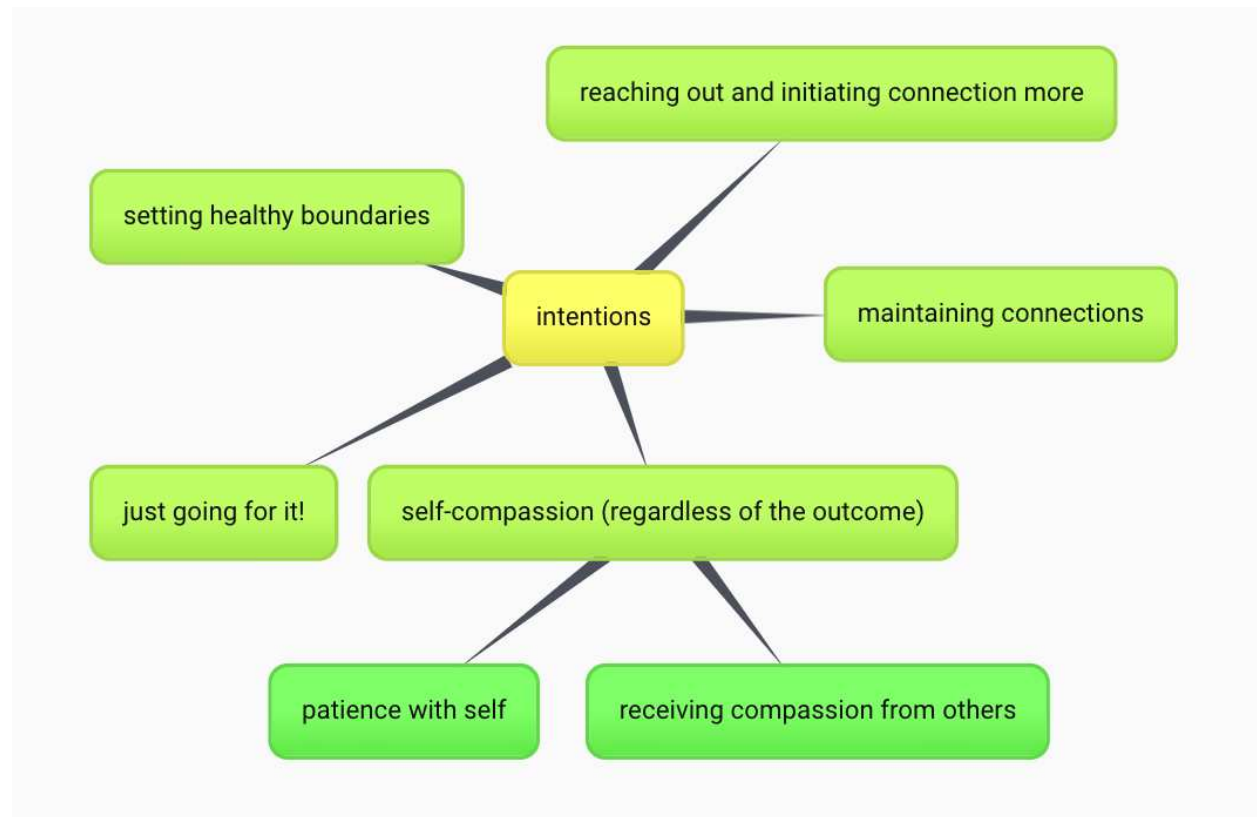 reaching out and initiating connection more
setting healthy boundaries
intentions
maintaining connections
just going for it!
self-compassion (regardless of the outcome)
patience with self
receiving compassion from others